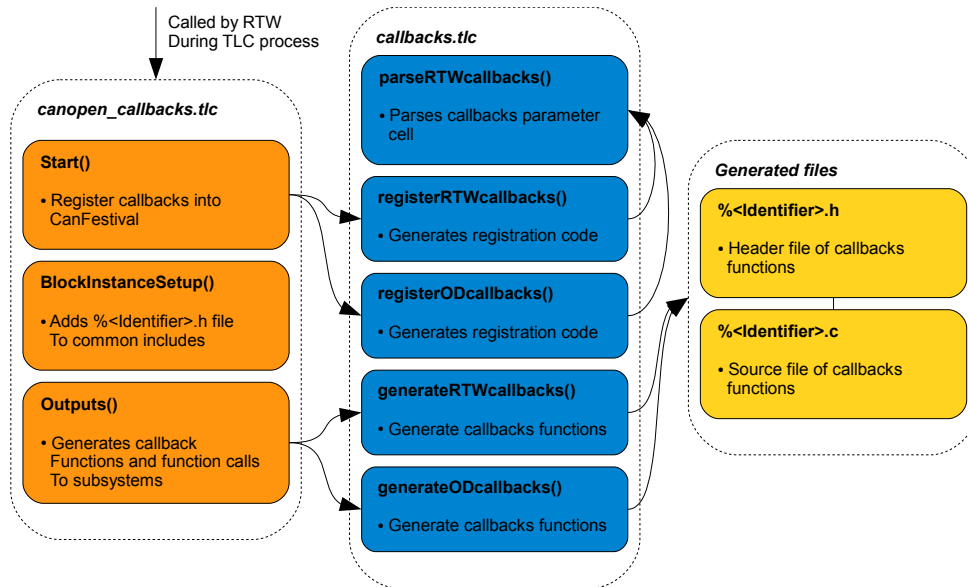 Called by RTW
During TLC process
canopen_callbacks.tlc
Start()
• Register callbacks into
CanFestival
BlockInstanceSetup()
• Adds %<Identifier>.h file
To common includes
Outputs()
• Generates callback
Functions and function calls
To subsystems
callbacks.tlc
parseRTWcallbacks()
• Parses callbacks parameter
cell
registerRTWcallbacks()
• Generates registration code
registerODcallbacks()
• Generates registration code
generateRTWcallbacks()
• Generate callbacks functions
generateODcallbacks()
• Generate callbacks functions
Generated files
%<Identifier>.h
• Header file of callbacks
functions
%<Identifier>.c
• Source file of callbacks
functions